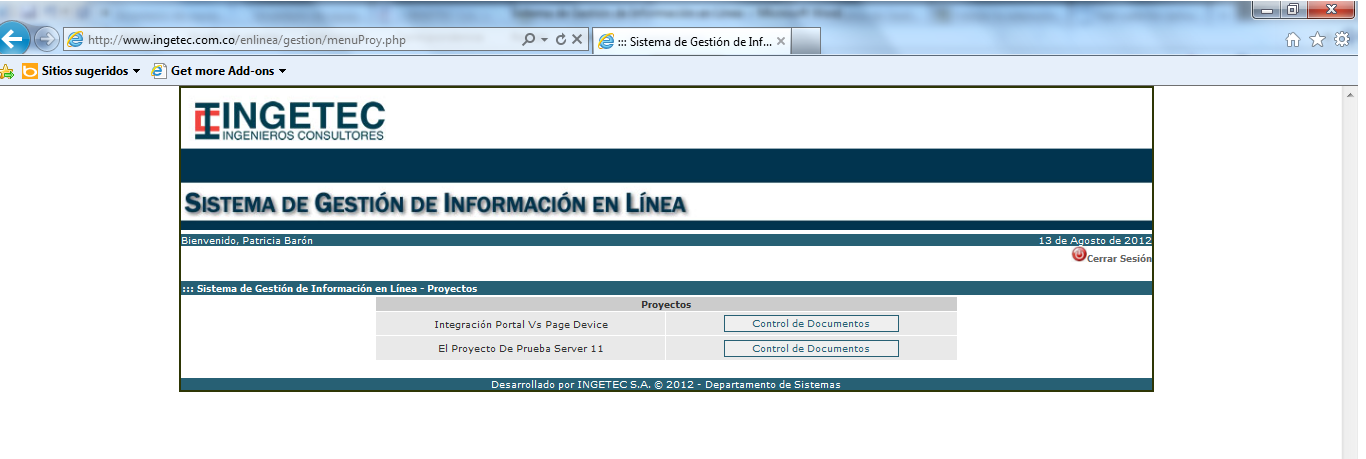 http://www.ingetec.com.co/enlinea/gestion/menuProy.php
::: Sistema de Gestión de Inf...
Sitios sugeridos
Get more Add-ons
INGETEC
INGENIEROS CONSULTORES
SISTEMA DE GESTIÓN DE INFORMACIÓN EN LÍNEA
Bienvenido, Patricia Barón
13 de Agosto de 2012
Cerrar Sesión
::: Sistema de Gestión de Información en Línea - Proyectos
Proyectos
Integración Portal Vs Page Device
Control de Documentos
El Proyecto De Prueba Server 11
Control de Documentos
Desarrollado por INGETEC S.A. © 2012 - Departamento de Sistemas